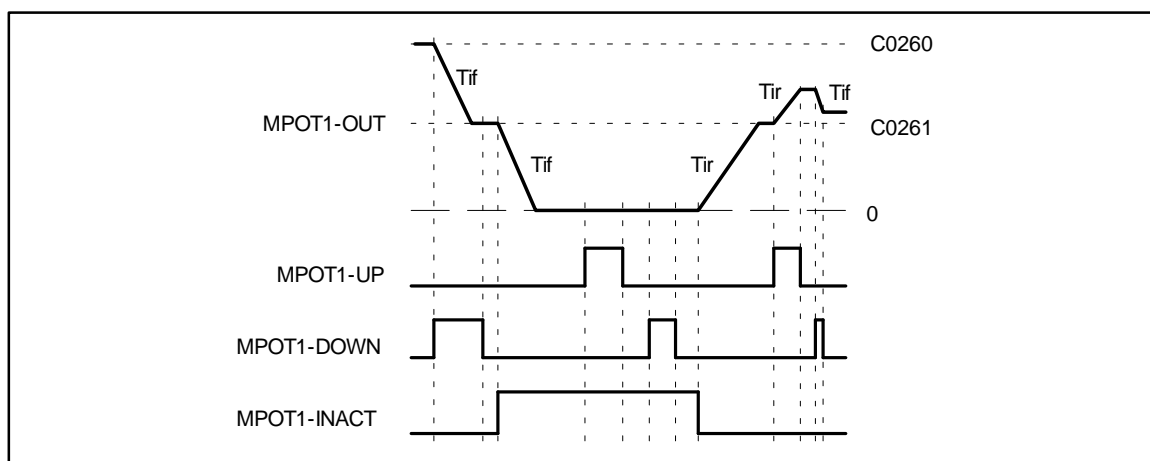 C0260
Tif
Tir
Tif
MPOT1-OUT
C0261
Tif
Tir
0
MPOT1-UP
MPOT1-DOWN
MPOT1-INACT